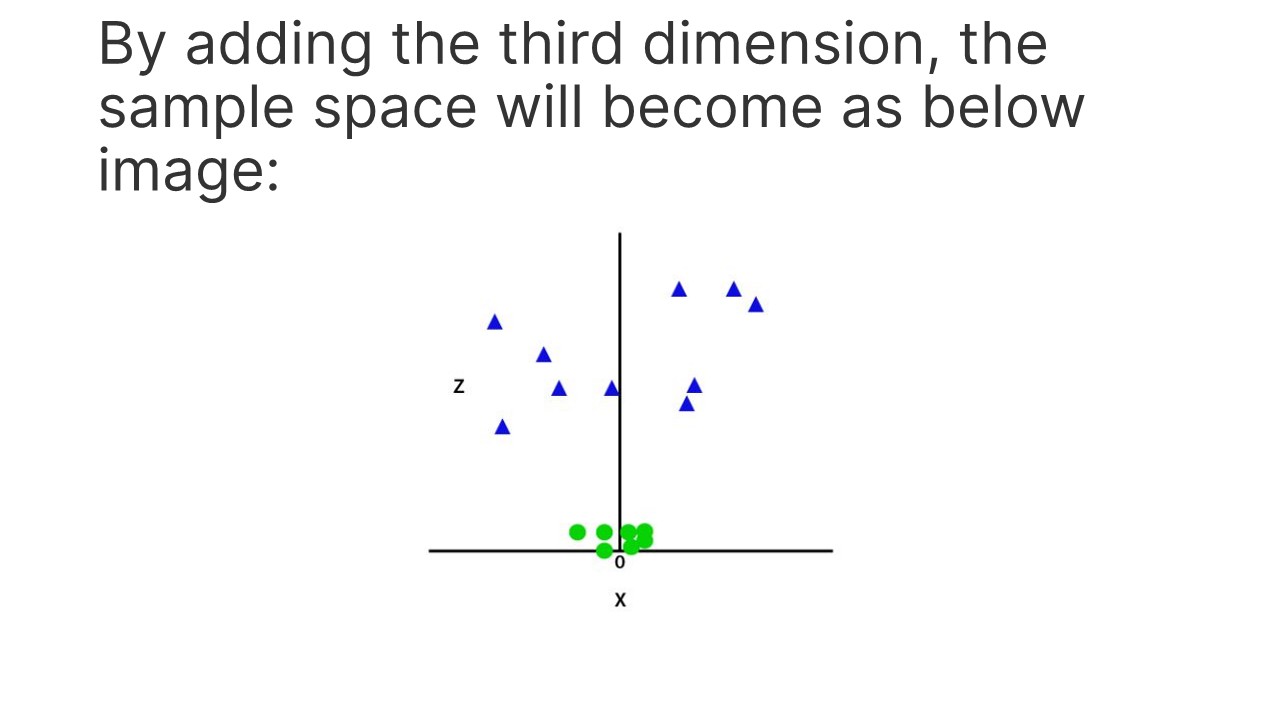 By adding the third dimension, the
sample space will become as below
image:
Z
0
X